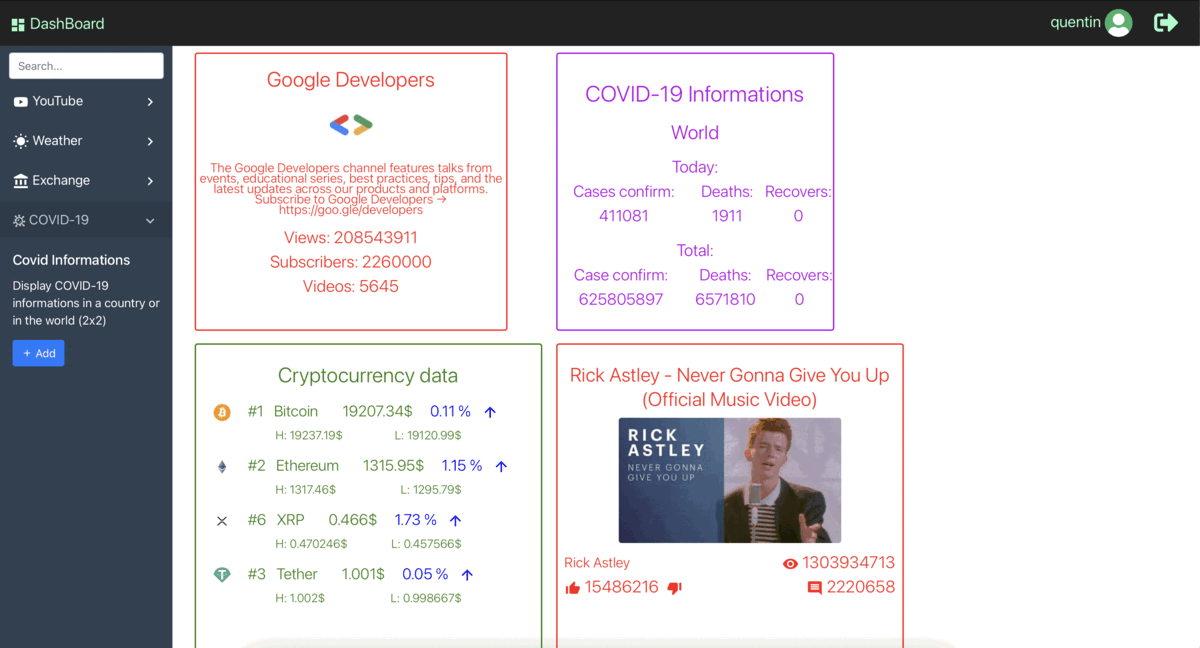 DashBoard
quentin
Search...
YouTube
Weather
Exchange
COVID-19
Covid Informations
Display COVID-19
informations in a country or
in the world (2x2)
+ Add
Google Developers
The Google Developers channel features talks from
events, educational series, best practices, tips, and the
latest updates across our products and platforms.
Subscribe to Google Developers →
https://goo.gle/developers
Views: 208543911
Subscribers: 2260000
Videos: 5645
COVID-19 Informations
World
Today:
Cases confirm: Deaths: Recovers:
411081 1911 0
Total:
Case confirm: Deaths: Recovers:
625805897 6571810 0
Cryptocurrency data
#1 Bitcoin 19207.34$ 0.11 %
H: 19237.19$ L: 19120.99$
#2 Ethereum 1315.95$ 1.15 %
H: 1317.46$ L: 1295.79$
#6 XRP 0.466$ 1.73 %
H: 0.470246$ L: 0.457566$
#3 Tether 1.001$ 0.05 %
H: 1.002$ L: 0.998667$
Rick Astley - Never Gonna Give You Up
(Official Music Video)
RICK
ASTLEY
NEVER GONNA
GIVE YOU UP
Rick Astley 1303934713
15486216 2220658